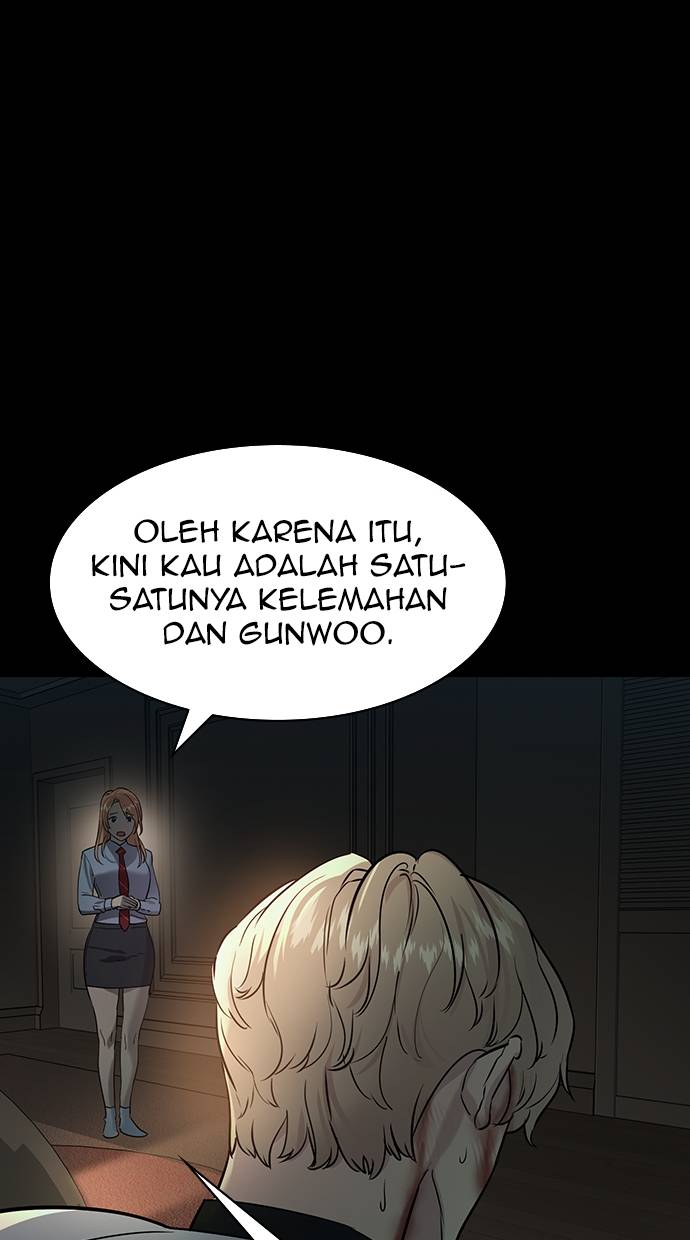 OLEH KARENA ITU,
KINI KAU ADALAH SATU-
SATUNYA KELEMAHAN
DAN GUNWOO.